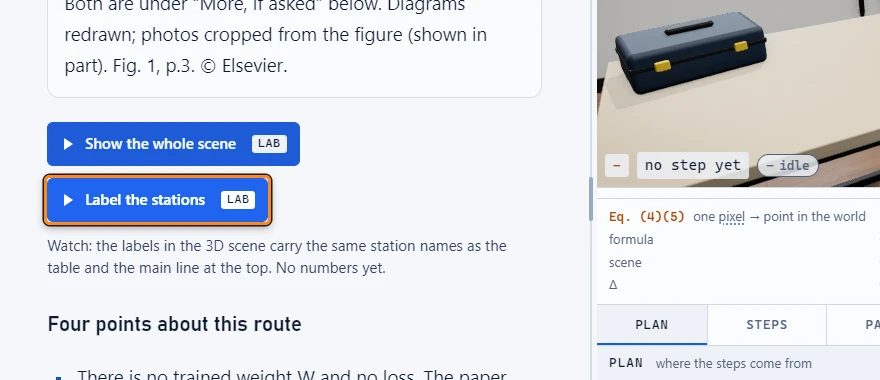 Both are under "More, if asked" below. Diagrams
redrawn; photos cropped from the figure (shown in
part). Fig. 1, p.3. © Elsevier.
Show the whole scene LAB
Label the stations LAB
Watch: the labels in the 3D scene carry the same station names as the
table and the main line at the top. No numbers yet.
Four points about this route
There is no trained weight W and no loss. The paper
– no step yet – idle
Eq. (4)(5) one pixel → point in the world
formula
scene
Δ
PLAN STEPS PA
PLAN where the steps come from